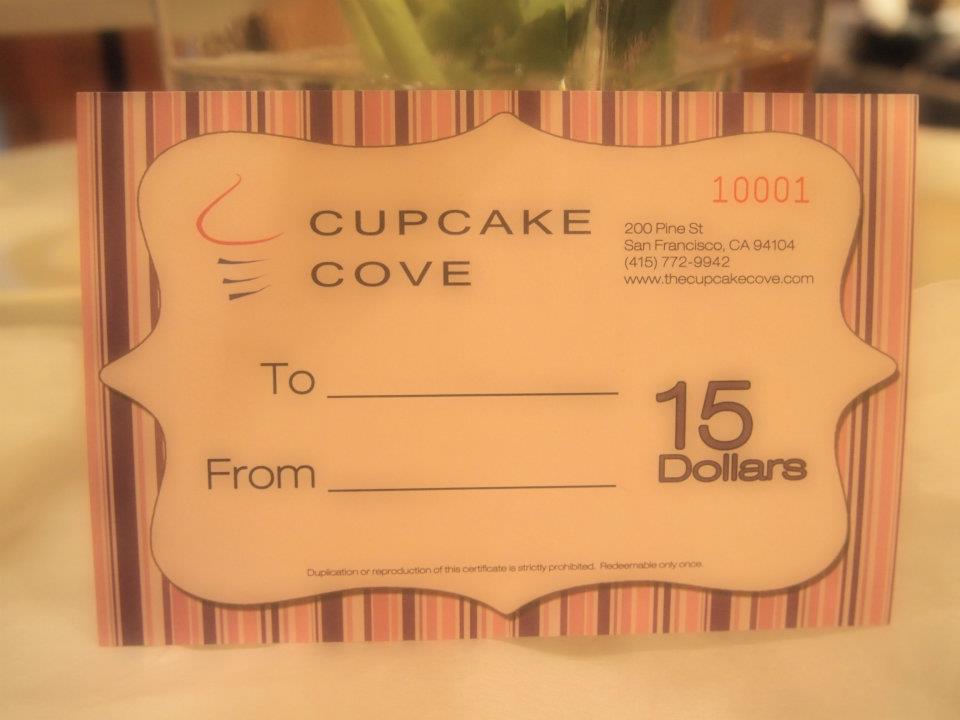 10001
CUPCAKE
COVE
200 Pine St
San Francisco, CA 94104
(415) 772-9942
www.thecupcakecove.com
To
15
Dollars
From
Duplication or reproduction of this certificate is strictly prohibited. Redeemable only once.